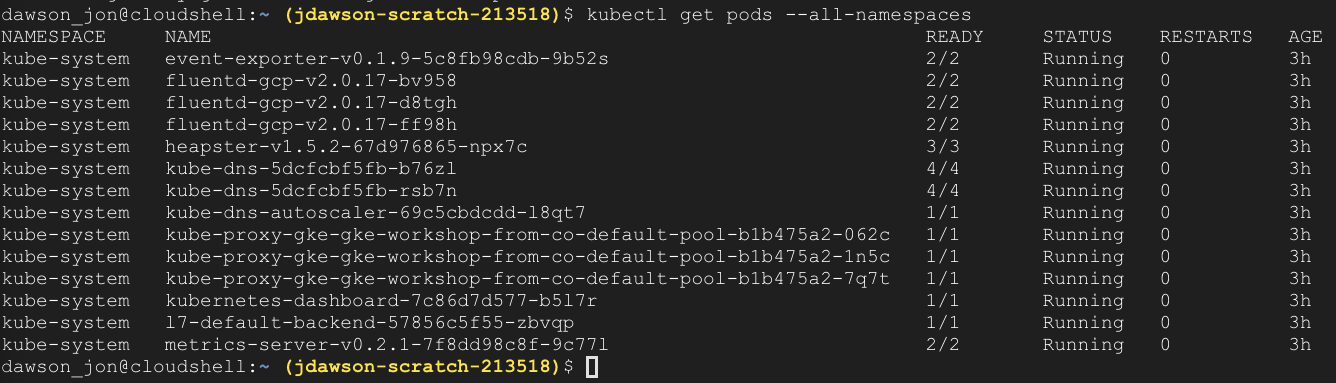 dawson_jon@cloudshell:~ (jdawson-scratch-213518)$ kubectl get pods --all-namespaces
NAMESPACE NAME READY STATUS RESTARTS AGE
kube-system event-exporter-v0.1.9-5c8fb98cdb-9b52s 2/2 Running 0 3h
kube-system fluentd-gcp-v2.0.17-bv958 2/2 Running 0 3h
kube-system fluentd-gcp-v2.0.17-d8tgh 2/2 Running 0 3h
kube-system fluentd-gcp-v2.0.17-ff98h 2/2 Running 0 3h
kube-system heapster-v1.5.2-67d976865-npx7c 3/3 Running 0 3h
kube-system kube-dns-5dcfcbf5fb-b76zl 4/4 Running 0 3h
kube-system kube-dns-5dcfcbf5fb-rsb7n 4/4 Running 0 3h
kube-system kube-dns-autoscaler-69c5cbdcdd-l8qt7 1/1 Running 0 3h
kube-system kube-proxy-gke-gke-workshop-from-co-default-pool-b1b475a2-062c 1/1 Running 0 3h
kube-system kube-proxy-gke-gke-workshop-from-co-default-pool-b1b475a2-1n5c 1/1 Running 0 3h
kube-system kube-proxy-gke-gke-workshop-from-co-default-pool-b1b475a2-7q7t 1/1 Running 0 3h
kube-system kubernetes-dashboard-7c86d7d577-b5l7r 1/1 Running 0 3h
kube-system l7-default-backend-57856c5f55-zbvqp 1/1 Running 0 3h
kube-system metrics-server-v0.2.1-7f8dd98c8f-9c77l 2/2 Running 0 3h
dawson_jon@cloudshell:~ (jdawson-scratch-213518)$